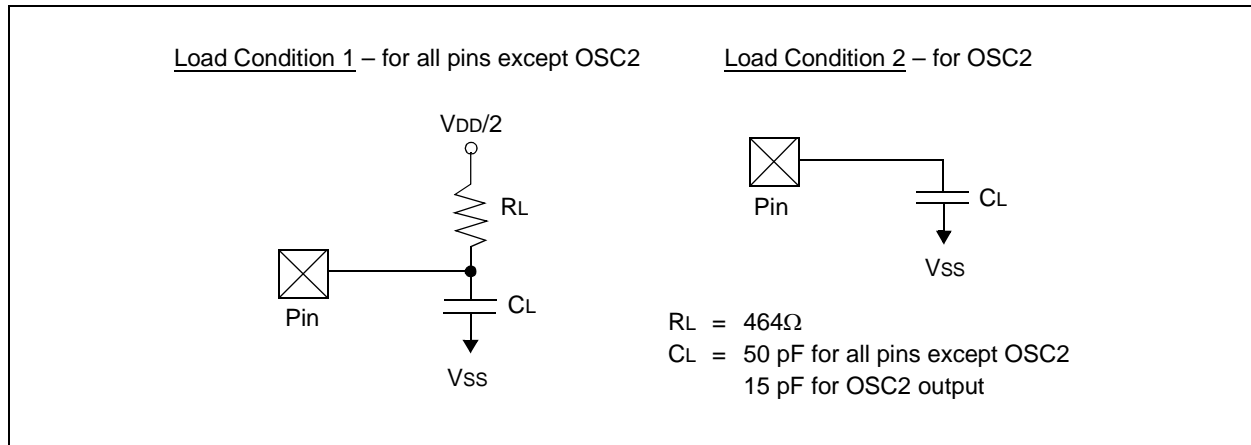 Load Condition 1 – for all pins except OSC2
Load Condition 2 – for OSC2
VDD/2
RL
Pin
CL
VSS
Pin
CL
VSS
RL = 464Ω
CL = 50 pF for all pins except OSC2
15 pF for OSC2 output